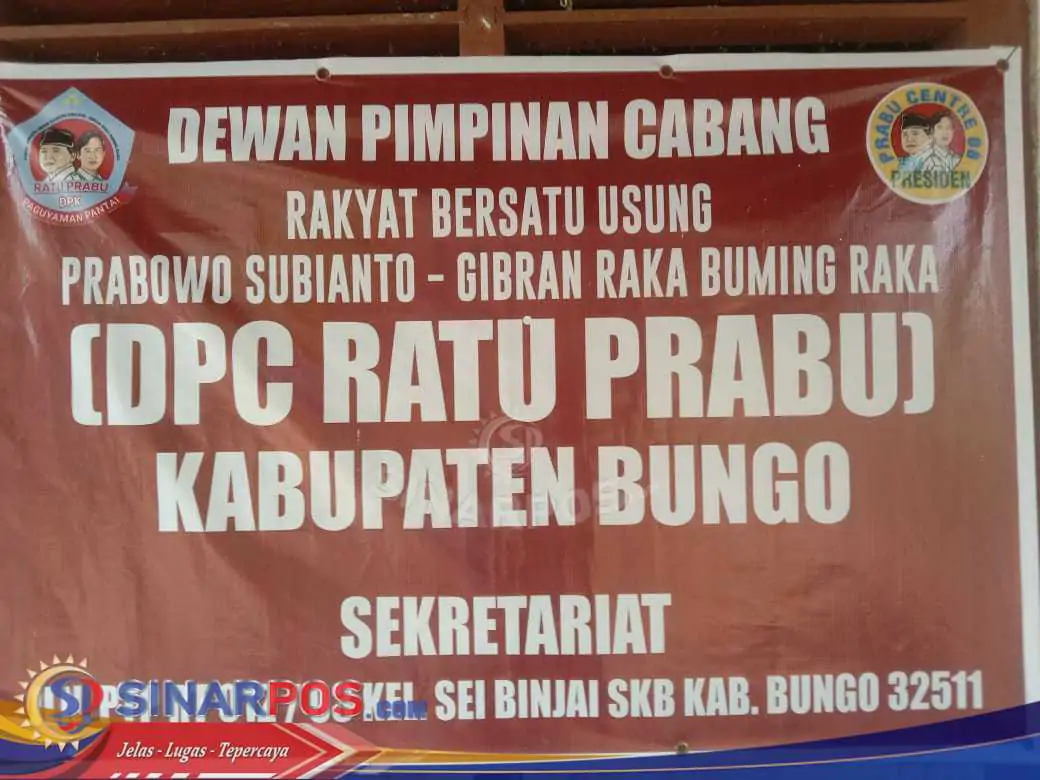 DEWAN PIMPINAN CABANG
RAKYAT BERSATU USUNG
PRABOWO SUBIANTO - GIBRAN RAKA BUMING RAKA
(DPC RATU PRABU)
KABUPATEN BUNGO
SEKRETARIAT
KEL. SEI BINJAI SKB KAB. BUNGO 32511
RATU PRABU
DPK
PAGUYAMAN PANTAI
PRABU CENTRE 08
PRESIDEN
SINARPOS.com
Jelas - Lugas - Tepercaya